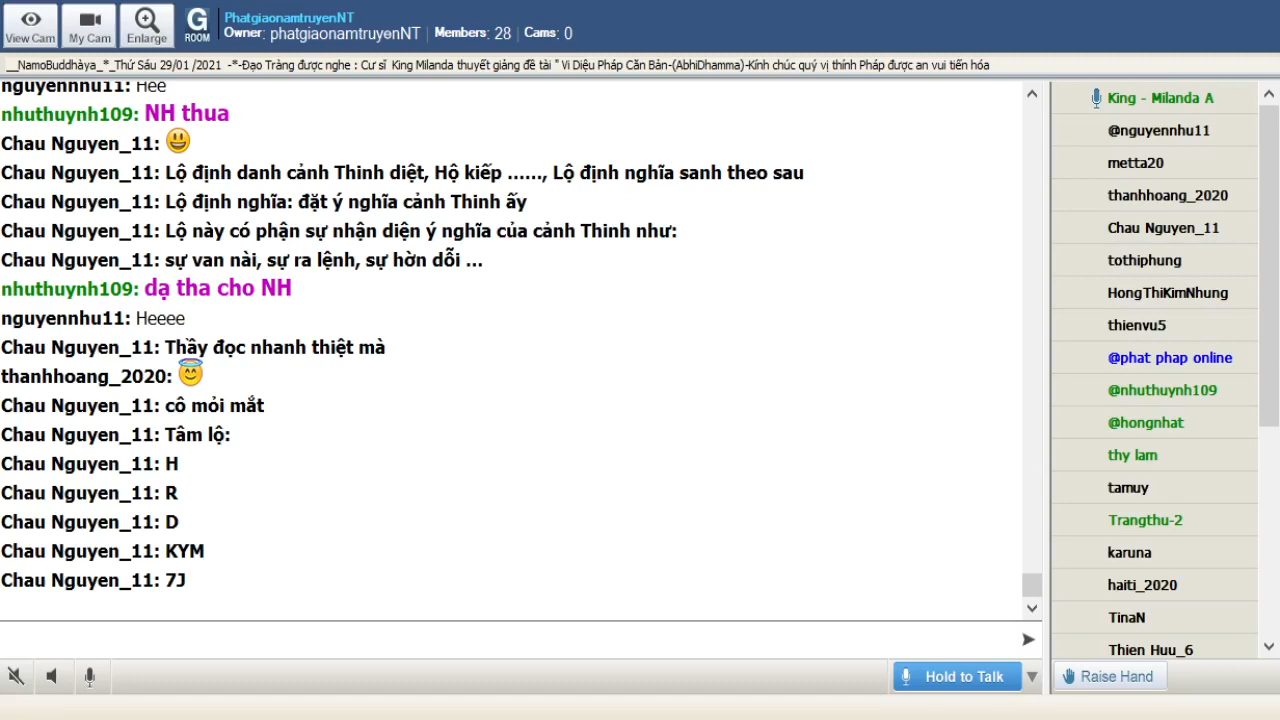 PhatgiaonamtruyenNT
View Cam
My Cam
Enlarge
G
ROOM
Owner: phatgiaonamtruyenNT | Members: 28 | Cams: 0
__NamoBuddhàya_*_Thứ Sáu 29/01 /2021 -*-Đạo Tràng được nghe : Cư sĩ King Milanda thuyết giảng đề tài " Vi Diệu Pháp Căn Bản-(AbhiDhamma)-Kính chúc quý vị thính Pháp được an vui tiến hóa
nguyennhu11: Hee
nhuthuynh109: NH thua
Chau Nguyen_11: 😃
Chau Nguyen_11: Lộ định danh cảnh Thinh diệt, Hộ kiếp ......, Lộ định nghĩa sanh theo sau
Chau Nguyen_11: Lộ định nghĩa: đặt ý nghĩa cảnh Thinh ấy
Chau Nguyen_11: Lộ này có phận sự nhận diện ý nghĩa của cảnh Thinh như:
Chau Nguyen_11: sự van nài, sự ra lệnh, sự hờn dỗi ...
nhuthuynh109: dạ tha cho NH
nguyennhu11: Heeee
Chau Nguyen_11: Thầy đọc nhanh thiệt mà
thanhhoang_2020: 😇
Chau Nguyen_11: cô mỏi mắt
Chau Nguyen_11: Tâm lộ:
Chau Nguyen_11: H
Chau Nguyen_11: R
Chau Nguyen_11: D
Chau Nguyen_11: KYM
Chau Nguyen_11: 7J
King - Milanda A
@nguyennhu11
metta20
thanhhoang_2020
Chau Nguyen_11
tothiphung
HongThiKimNhung
thienvu5
@phat phap online
@nhuthuynh109
@hongnhat
thy lam
tamuy
Trangthu-2
karuna
haiti_2020
TinaN
Thien Huu_6
Hold to Talk
Raise Hand